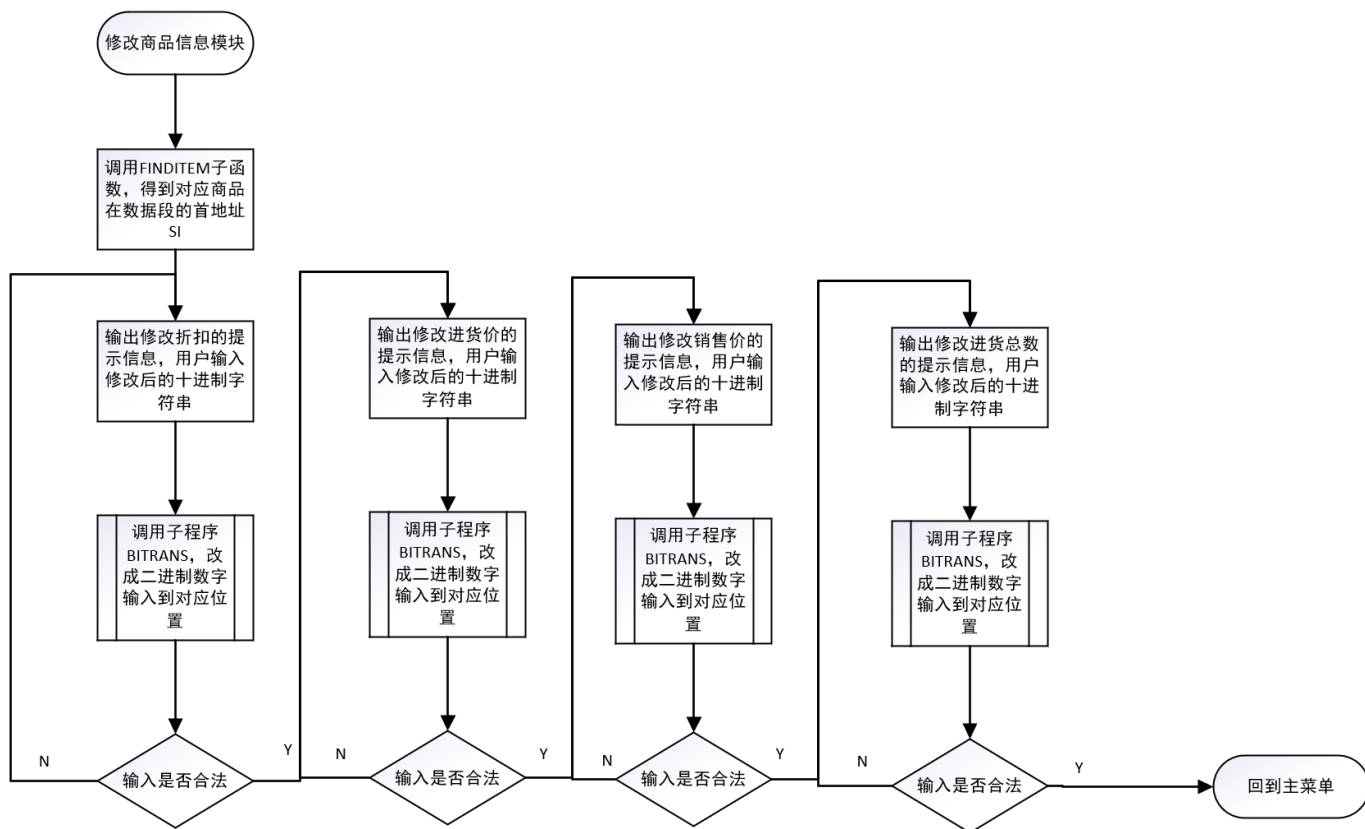 修改商品信息模块
调用FINDITEM子函
数，得到对应商品
在数据段的首地址
SI
输出修改折扣的提
示信息，用户输入
修改后的十进制字
符串
调用子程序
BITRANS，改
成二进制数字
输入到对应位
置
输入是否合法
N
Y
输出修改进货价的
提示信息，用户输
入修改后的十进制
字符串
调用子程序
BITRANS，改
成二进制数字
输入到对应位
置
输入是否合法
N
Y
输出修改销售价的
提示信息，用户输
入修改后的十进制
字符串
调用子程序
BITRANS，改
成二进制数字
输入到对应位
置
输入是否合法
N
Y
输出修改进货总数
的提示信息，用户
输入修改后的十进
制字符串
调用子程序
BITRANS，改
成二进制数字
输入到对应位
置
输入是否合法
N
Y
回到主菜单